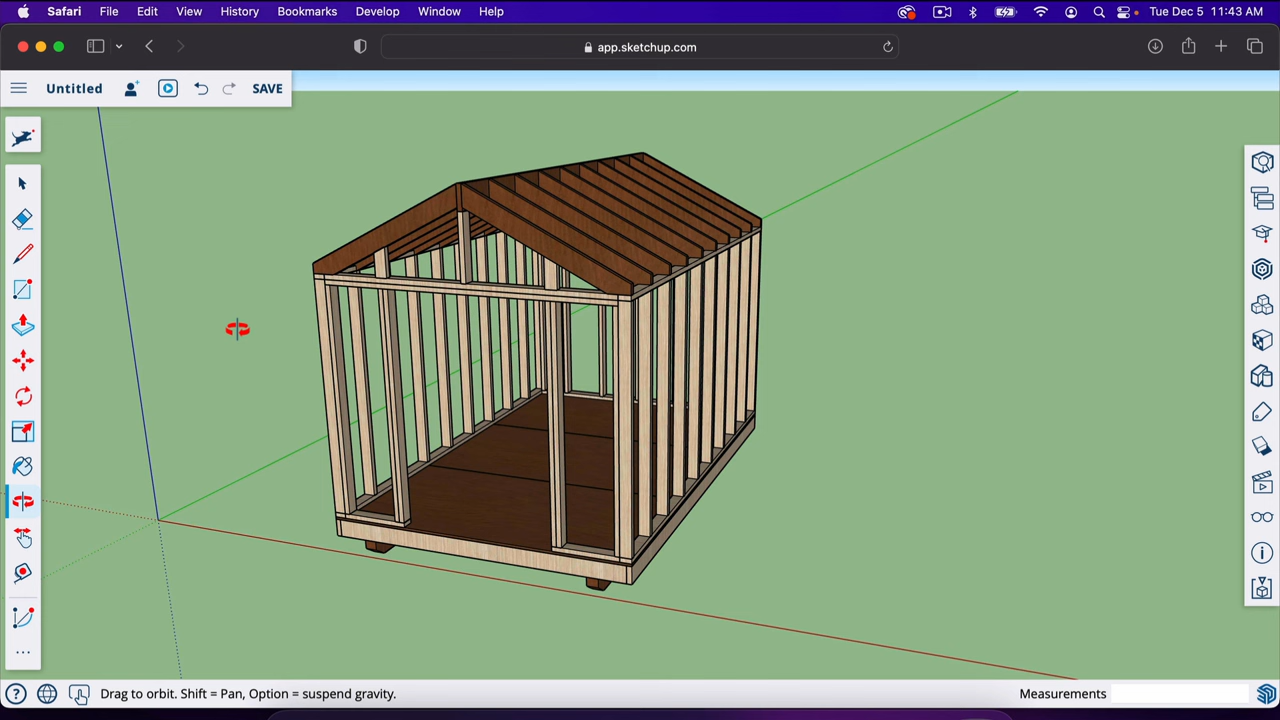 Safari File Edit View History Bookmarks Develop Window Help Tue Dec 5 11:43 AM
app.sketchup.com
Untitled SAVE
Drag to orbit. Shift = Pan, Option = suspend gravity. Measurements